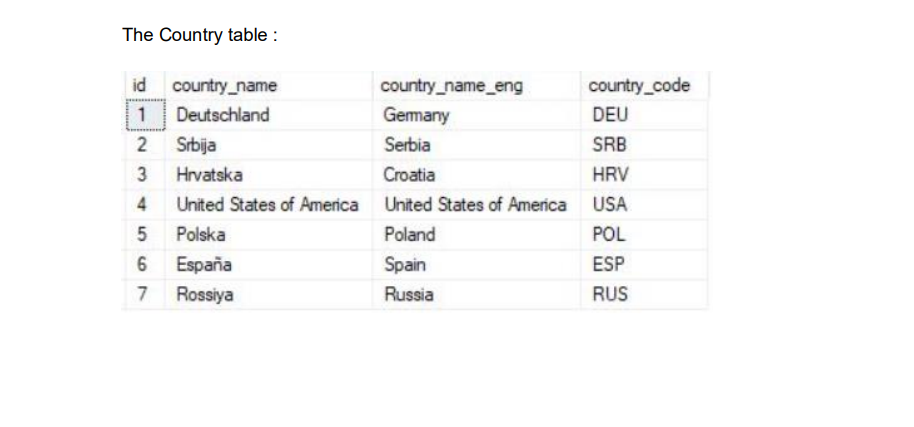 The Country table :
id country_name country_name_eng country_code
1 Deutschland Germany DEU
2 Srbija Serbia SRB
3 Hrvatska Croatia HRV
4 United States of America United States of America USA
5 Polska Poland POL
6 España Spain ESP
7 Rossiya Russia RUS